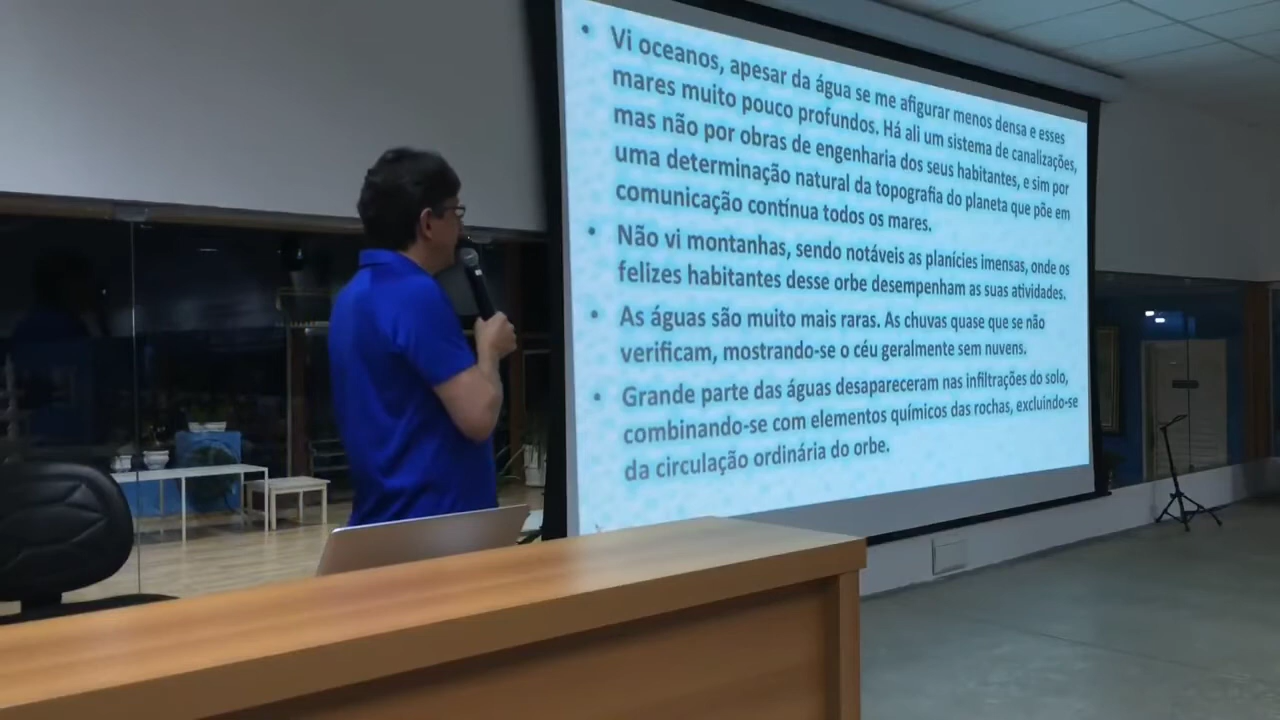 • Vi oceanos, apesar da água se me afigurar menos densa e esses
mares muito pouco profundos. Há ali um sistema de canalizações,
mas não por obras de engenharia dos seus habitantes, e sim por
uma determinação natural da topografia do planeta que põe em
comunicação contínua todos os mares.
• Não vi montanhas, sendo notáveis as planícies imensas, onde os
felizes habitantes desse orbe desempenham as suas atividades.
• As águas são muito mais raras. As chuvas quase que se não
verificam, mostrando-se o céu geralmente sem nuvens.
• Grande parte das águas desapareceram nas infiltrações do solo,
combinando-se com elementos químicos das rochas, excluindo-se
da circulação ordinária do orbe.